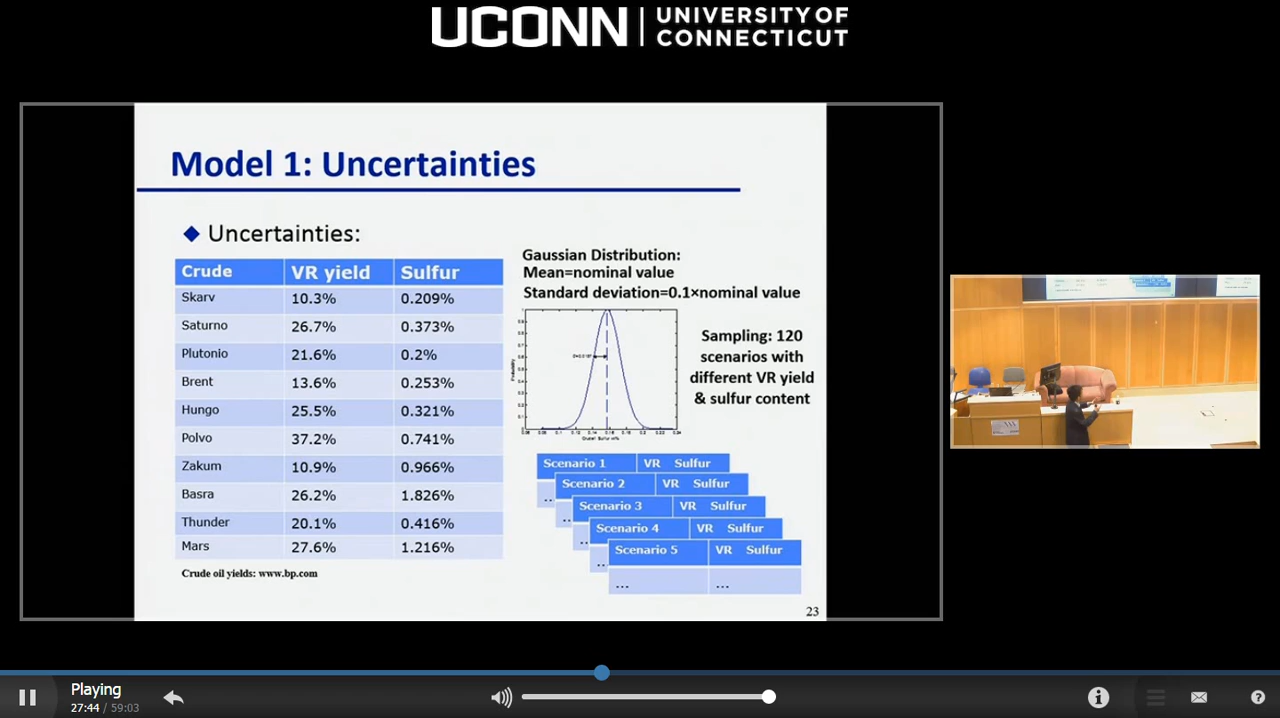 UCONN UNIVERSITY OF
CONNECTICUT
Model 1: Uncertainties
Uncertainties:
Crude VR yield Sulfur
Skarv 10.3% 0.209%
Saturno 26.7% 0.373%
Plutonio 21.6% 0.2%
Brent 13.6% 0.253%
Hungo 25.5% 0.321%
Polvo 37.2% 0.741%
Zakum 10.9% 0.966%
Basra 26.2% 1.826%
Thunder 20.1% 0.416%
Mars 27.6% 1.216%
Crude oil yields: www.bp.com
Gaussian Distribution:
Mean=nominal value
Standard deviation=0.1×nominal value
Probability
Sampling: 120
scenarios with
different VR yield
& sulfur content
Scenario 1 VR Sulfur
..
Scenario 2 VR Sulfur
..
Scenario 3 VR Sulfur
..
Scenario 4 VR Sulfur
..
Scenario 5 VR Sulfur
... ...
23
Playing
27:44 / 59:03